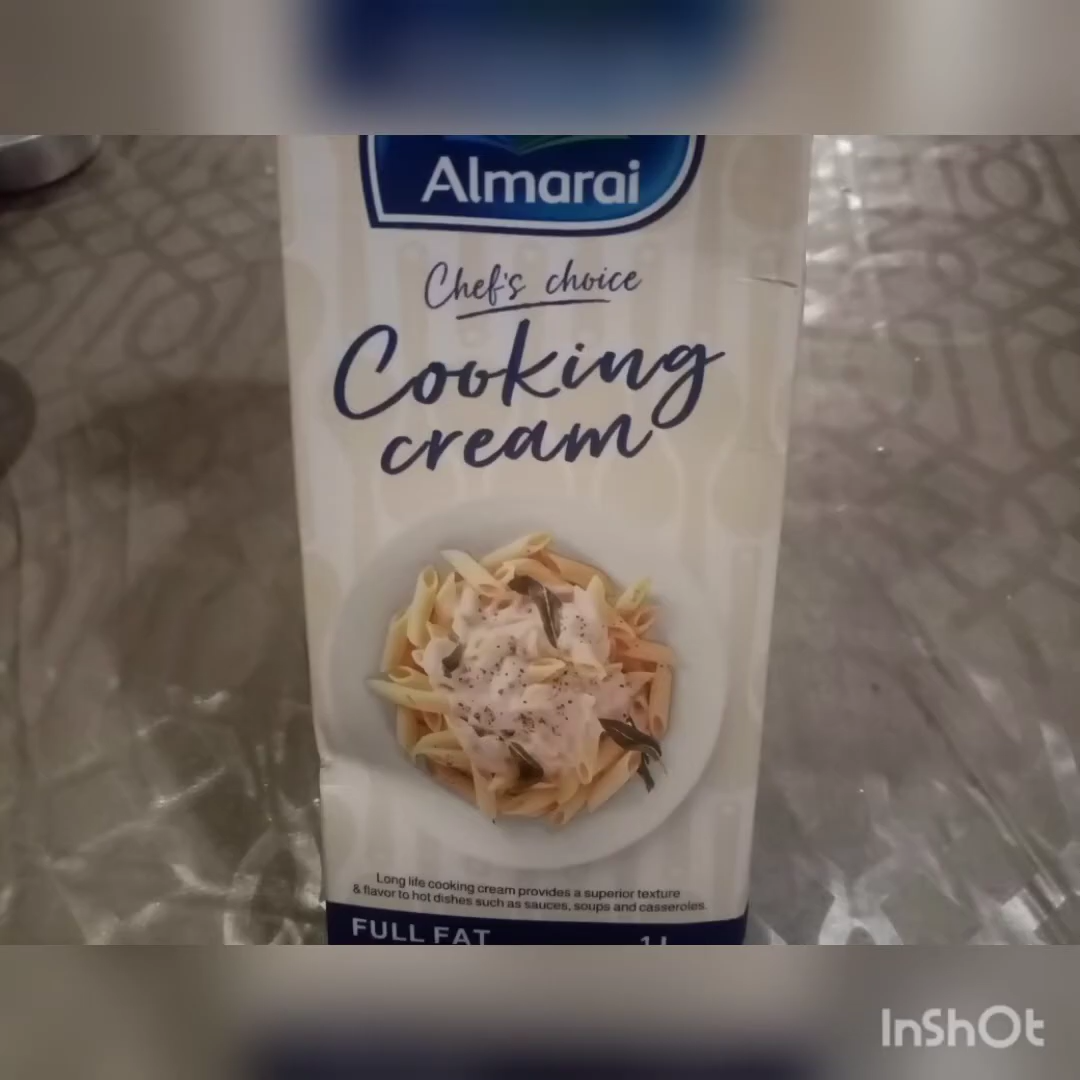 Almarai
Chef's choice
Cooking
cream
Long life cooking cream provides a superior texture
& flavor to hot dishes such as sauces, soups and casseroles.
FULL FAT 1L
InShOt